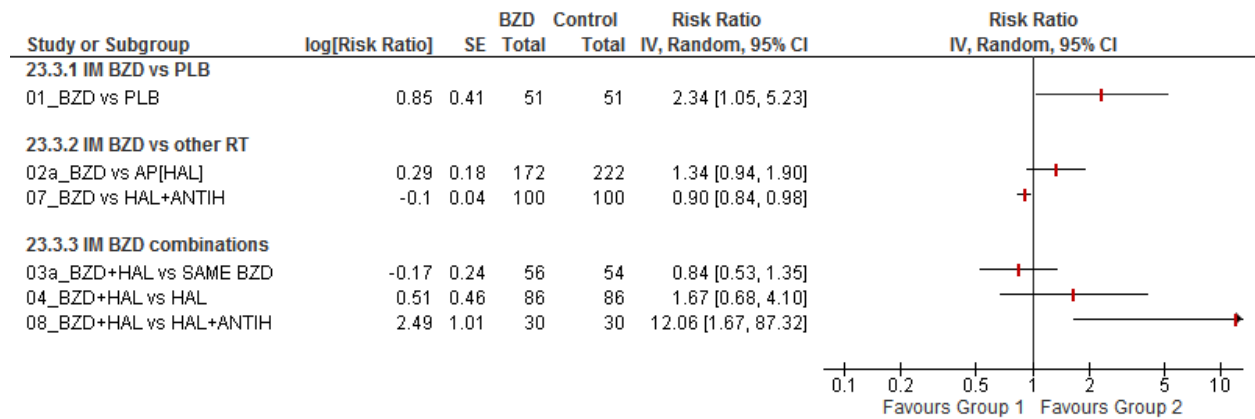 BZD Control Risk Ratio Risk Ratio
Study or Subgroup log[Risk Ratio] SE Total Total IV, Random, 95% CI IV, Random, 95% CI
23.3.1 IM BZD vs PLB
01_BZD vs PLB 0.85 0.41 51 51 2.34 [1.05, 5.23]
23.3.2 IM BZD vs other RT
02a_BZD vs AP[HAL] 0.29 0.18 172 222 1.34 [0.94, 1.90]
07_BZD vs HAL+ANTIH -0.1 0.04 100 100 0.90 [0.84, 0.98]
23.3.3 IM BZD combinations
03a_BZD+HAL vs SAME BZD -0.17 0.24 56 54 0.84 [0.53, 1.35]
04_BZD+HAL vs HAL 0.51 0.46 86 86 1.67 [0.68, 4.10]
08_BZD+HAL vs HAL+ANTIH 2.49 1.01 30 30 12.06 [1.67, 87.32]
0.1 0.2 0.5 1 2 5 10
Favours Group 1 Favours Group 2